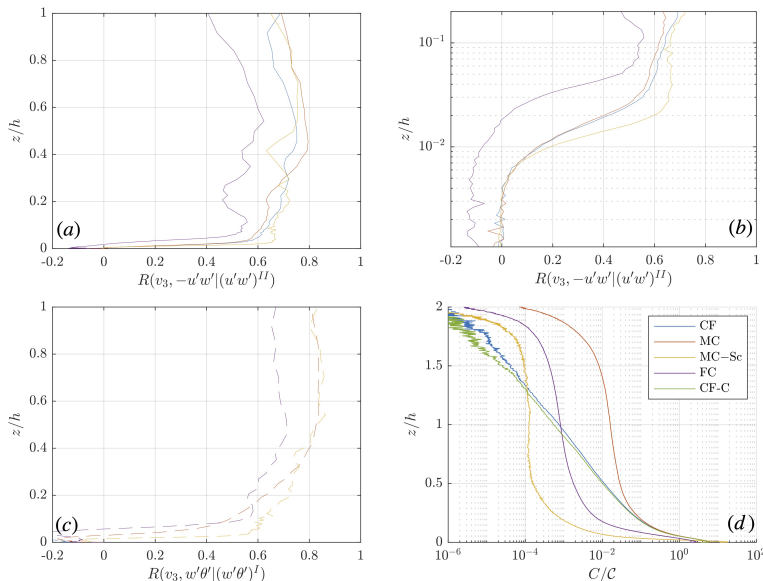 1
0.8
0.6
0.4
0.2
0
z/h
(a)
-0.2 0 0.2 0.4 0.6 0.8 1
R(v₃, −u′w′|(u′w′)^{II})
10⁻¹
10⁻²
z/h
(b)
-0.2 0 0.2 0.4 0.6 0.8 1
R(v₃, −u′w′|(u′w′)^{II})
1
0.8
0.6
0.4
0.2
0
z/h
(c)
-0.2 0 0.2 0.4 0.6 0.8 1
R(v₃, w′θ′|(w′θ′)^{I})
2
1.5
1
0.5
0
z/h
CF
MC
MC−Sc
FC
CF-C
(d)
10⁻⁶ 10⁻⁴ 10⁻² 10⁰ 10²
C/𝒞